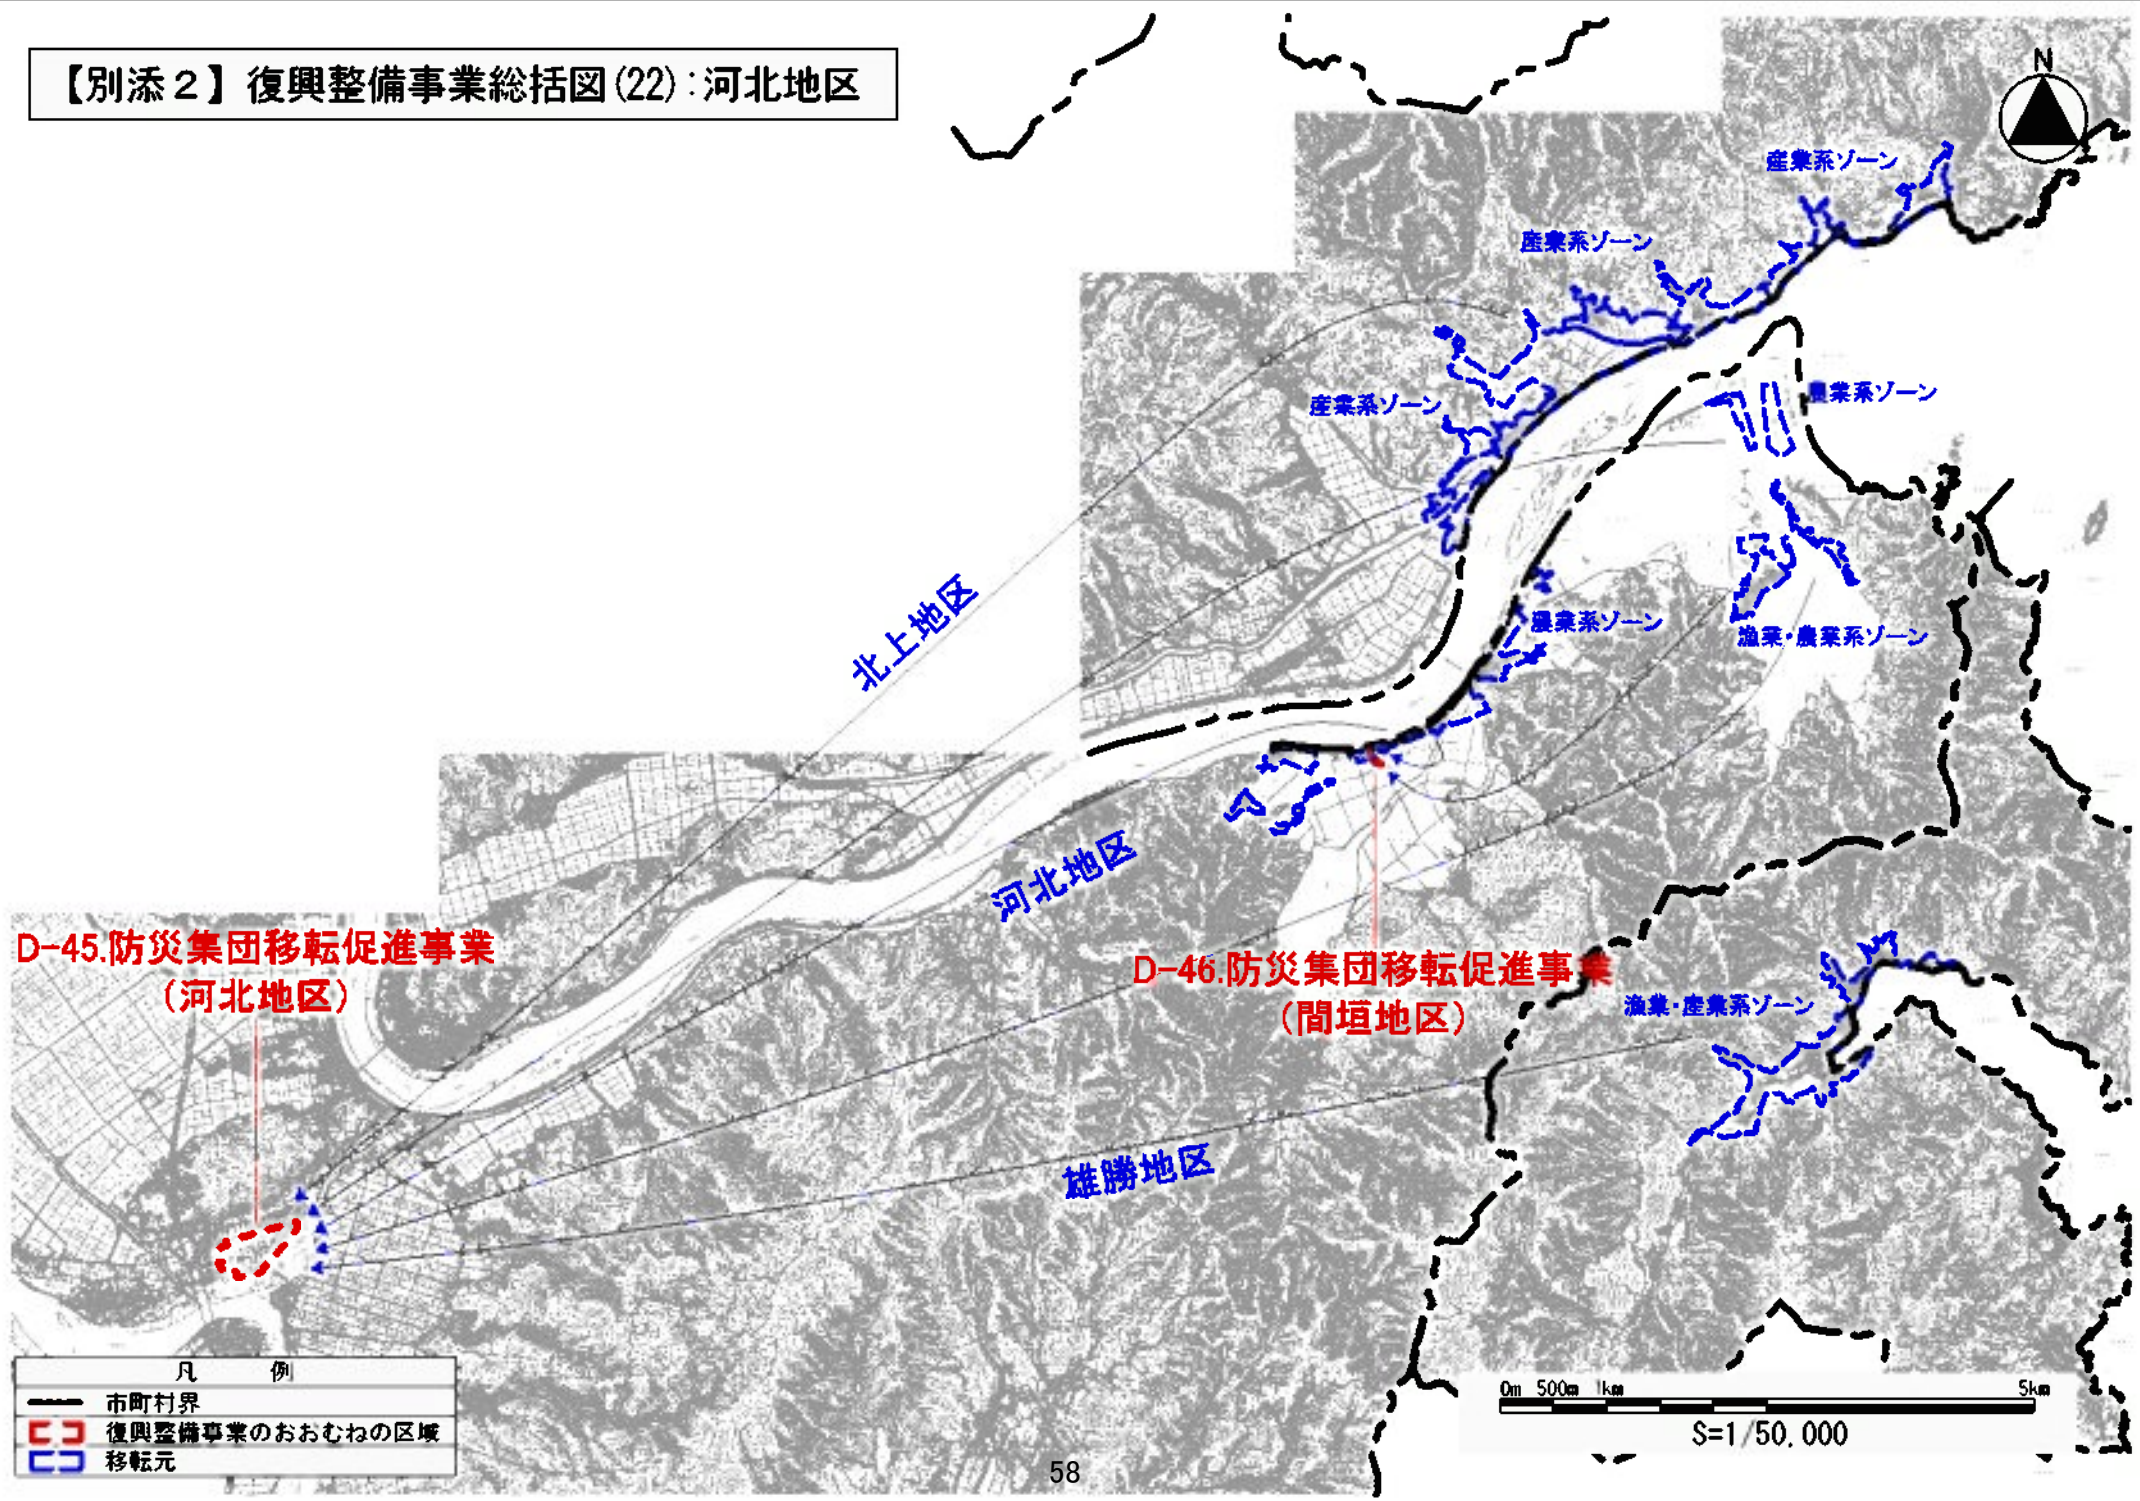 【別添２】復興整備事業総括図(22):河北地区
N
産業系ゾーン
産業系ゾーン
産業系ゾーン
農業系ゾーン
北上地区
農業系ゾーン
漁業・農業系ゾーン
河北地区
D-45.防災集団移転促進事業
(河北地区)
D-46.防災集団移転促進事業
(間垣地区)
漁業・産業系ゾーン
雄勝地区
凡 例
市町村界
復興整備事業のおおむねの区域
移転元
0m 500m 1km 5km
S=1/50,000
58